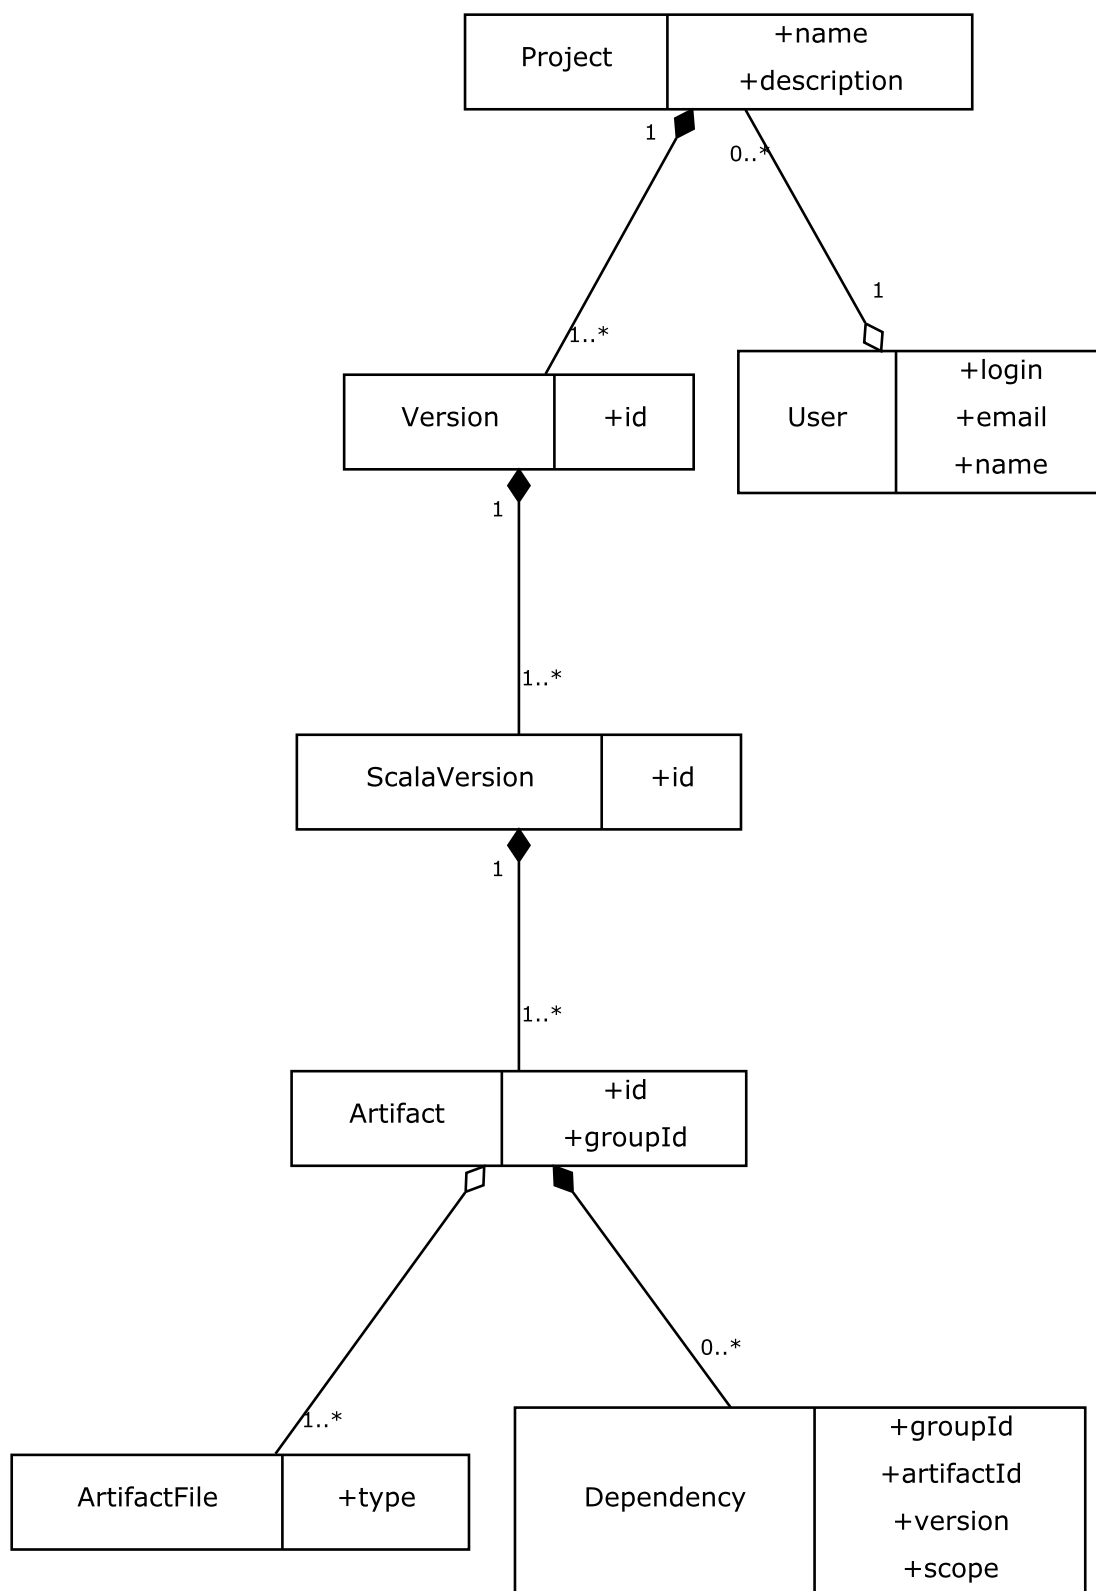 Project
+name
+description
1
0..*
1
1..*
User
+login
+email
+name
Version
+id
1
1..*
ScalaVersion
+id
1
1..*
Artifact
+id
+groupId
0..*
1..*
ArtifactFile
+type
Dependency
+groupId
+artifactId
+version
+scope